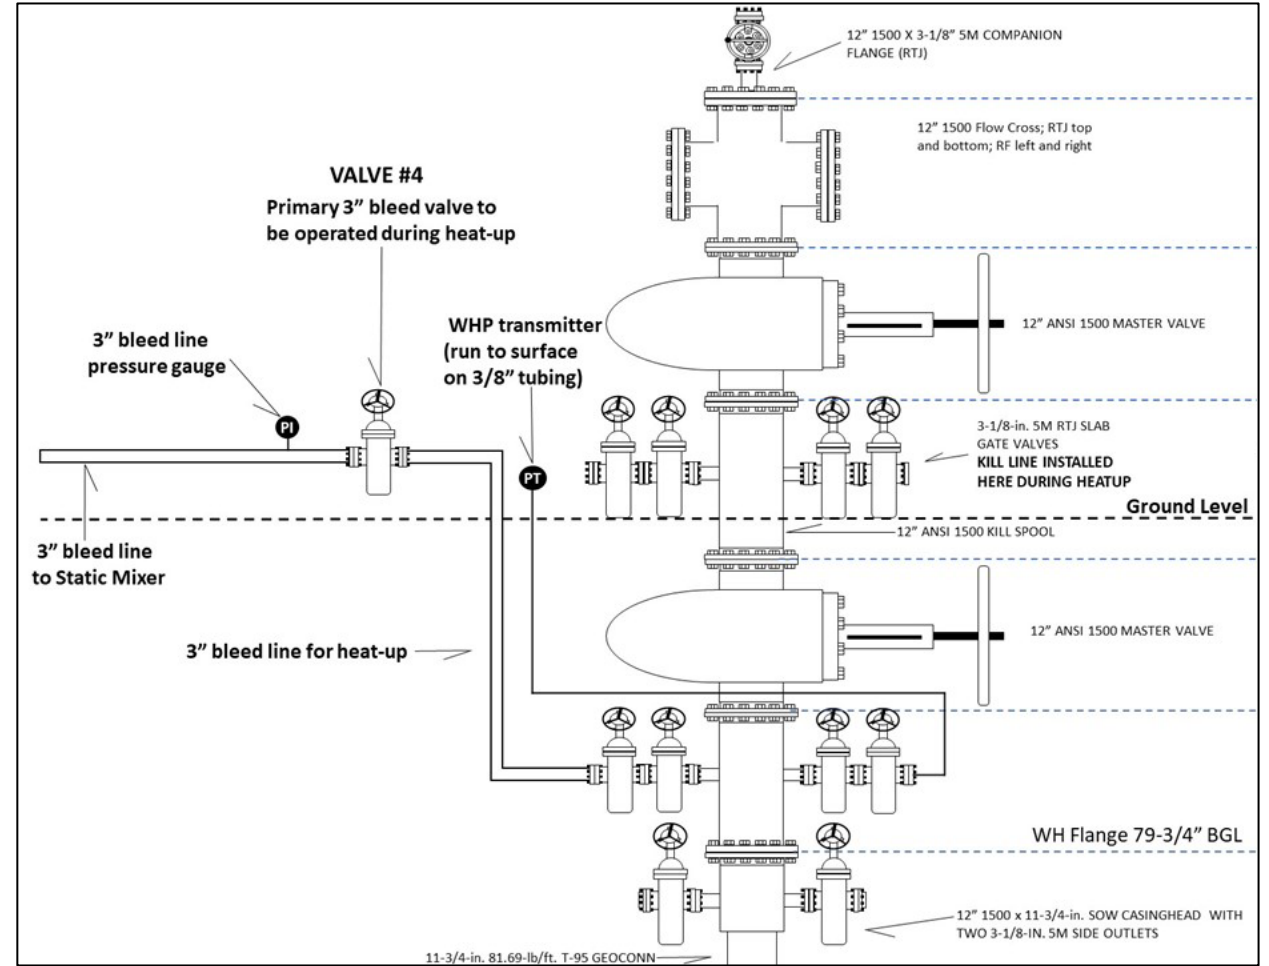 12” 1500 X 3-1/8” 5M COMPANION
FLANGE (RTJ)
12” 1500 Flow Cross; RTJ top
and bottom; RF left and right
VALVE #4
Primary 3” bleed valve to
be operated during heat-up
WHP transmitter
(run to surface
on 3/8” tubing)
3” bleed line
pressure gauge
12” ANSI 1500 MASTER VALVE
PI
3-1/8-in. 5M RTJ SLAB
GATE VALVES
KILL LINE INSTALLED
HERE DURING HEATUP
PT
Ground Level
12” ANSI 1500 KILL SPOOL
3” bleed line
to Static Mixer
12” ANSI 1500 MASTER VALVE
3” bleed line for heat-up
WH Flange 79-3/4” BGL
12” 1500 x 11-3/4-in. SOW CASINGHEAD WITH
TWO 3-1/8-IN. 5M SIDE OUTLETS
11-3/4-in. 81.69-lb/ft. T-95 GEOCONN